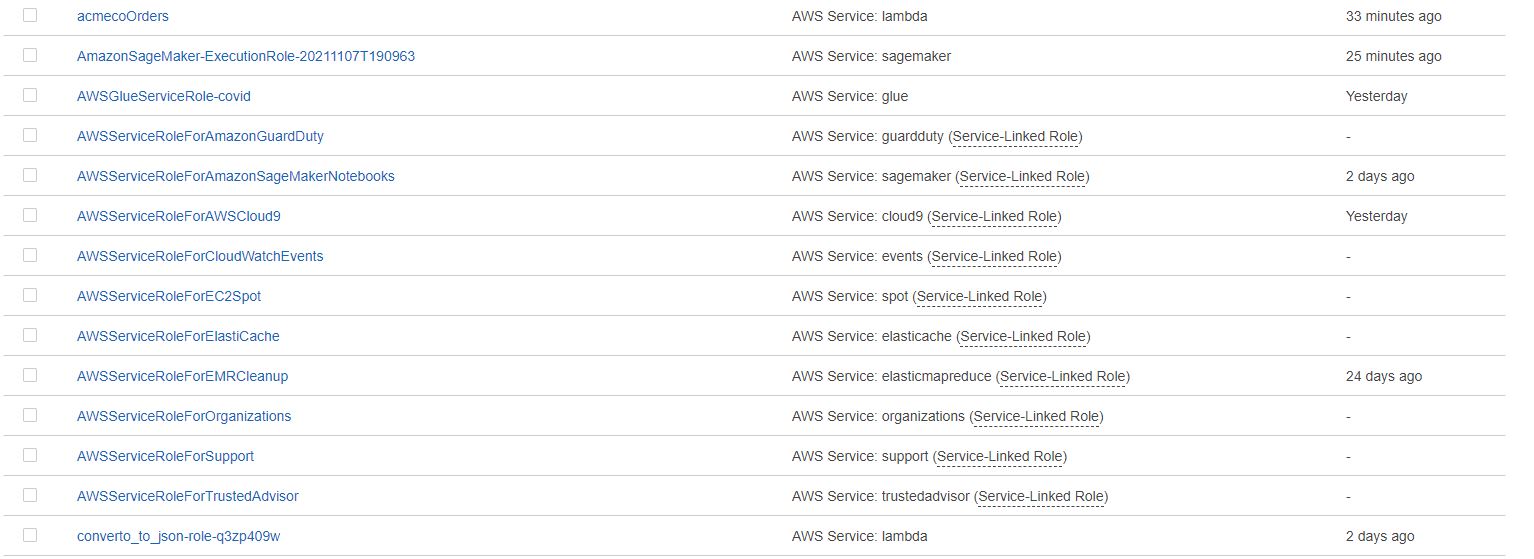 acmecoOrders AWS Service: lambda 33 minutes ago
AmazonSageMaker-ExecutionRole-20211107T190963 AWS Service: sagemaker 25 minutes ago
AWSGlueServiceRole-covid AWS Service: glue Yesterday
AWSServiceRoleForAmazonGuardDuty AWS Service: guardduty (Service-Linked Role) -
AWSServiceRoleForAmazonSageMakerNotebooks AWS Service: sagemaker (Service-Linked Role) 2 days ago
AWSServiceRoleForAWSCloud9 AWS Service: cloud9 (Service-Linked Role) Yesterday
AWSServiceRoleForCloudWatchEvents AWS Service: events (Service-Linked Role) -
AWSServiceRoleForEC2Spot AWS Service: spot (Service-Linked Role) -
AWSServiceRoleForElastiCache AWS Service: elasticache (Service-Linked Role) -
AWSServiceRoleForEMRCleanup AWS Service: elasticmapreduce (Service-Linked Role) 24 days ago
AWSServiceRoleForOrganizations AWS Service: organizations (Service-Linked Role) -
AWSServiceRoleForSupport AWS Service: support (Service-Linked Role) -
AWSServiceRoleForTrustedAdvisor AWS Service: trustedadvisor (Service-Linked Role) -
converto_to_json-role-q3zp409w AWS Service: lambda 2 days ago